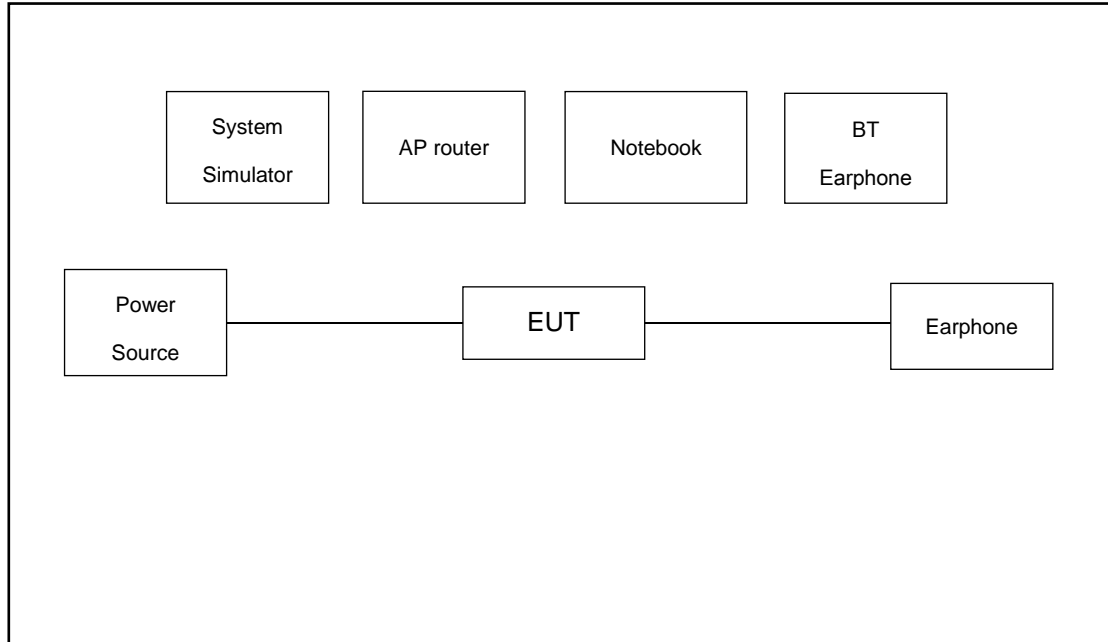 System
Simulator
AP router
Notebook
BT
Earphone
Power
Source
EUT
Earphone